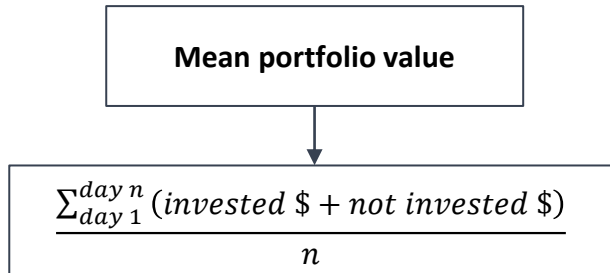 Mean portfolio value
∑_{day 1}^{day n} (invested $ + not invested $)
n